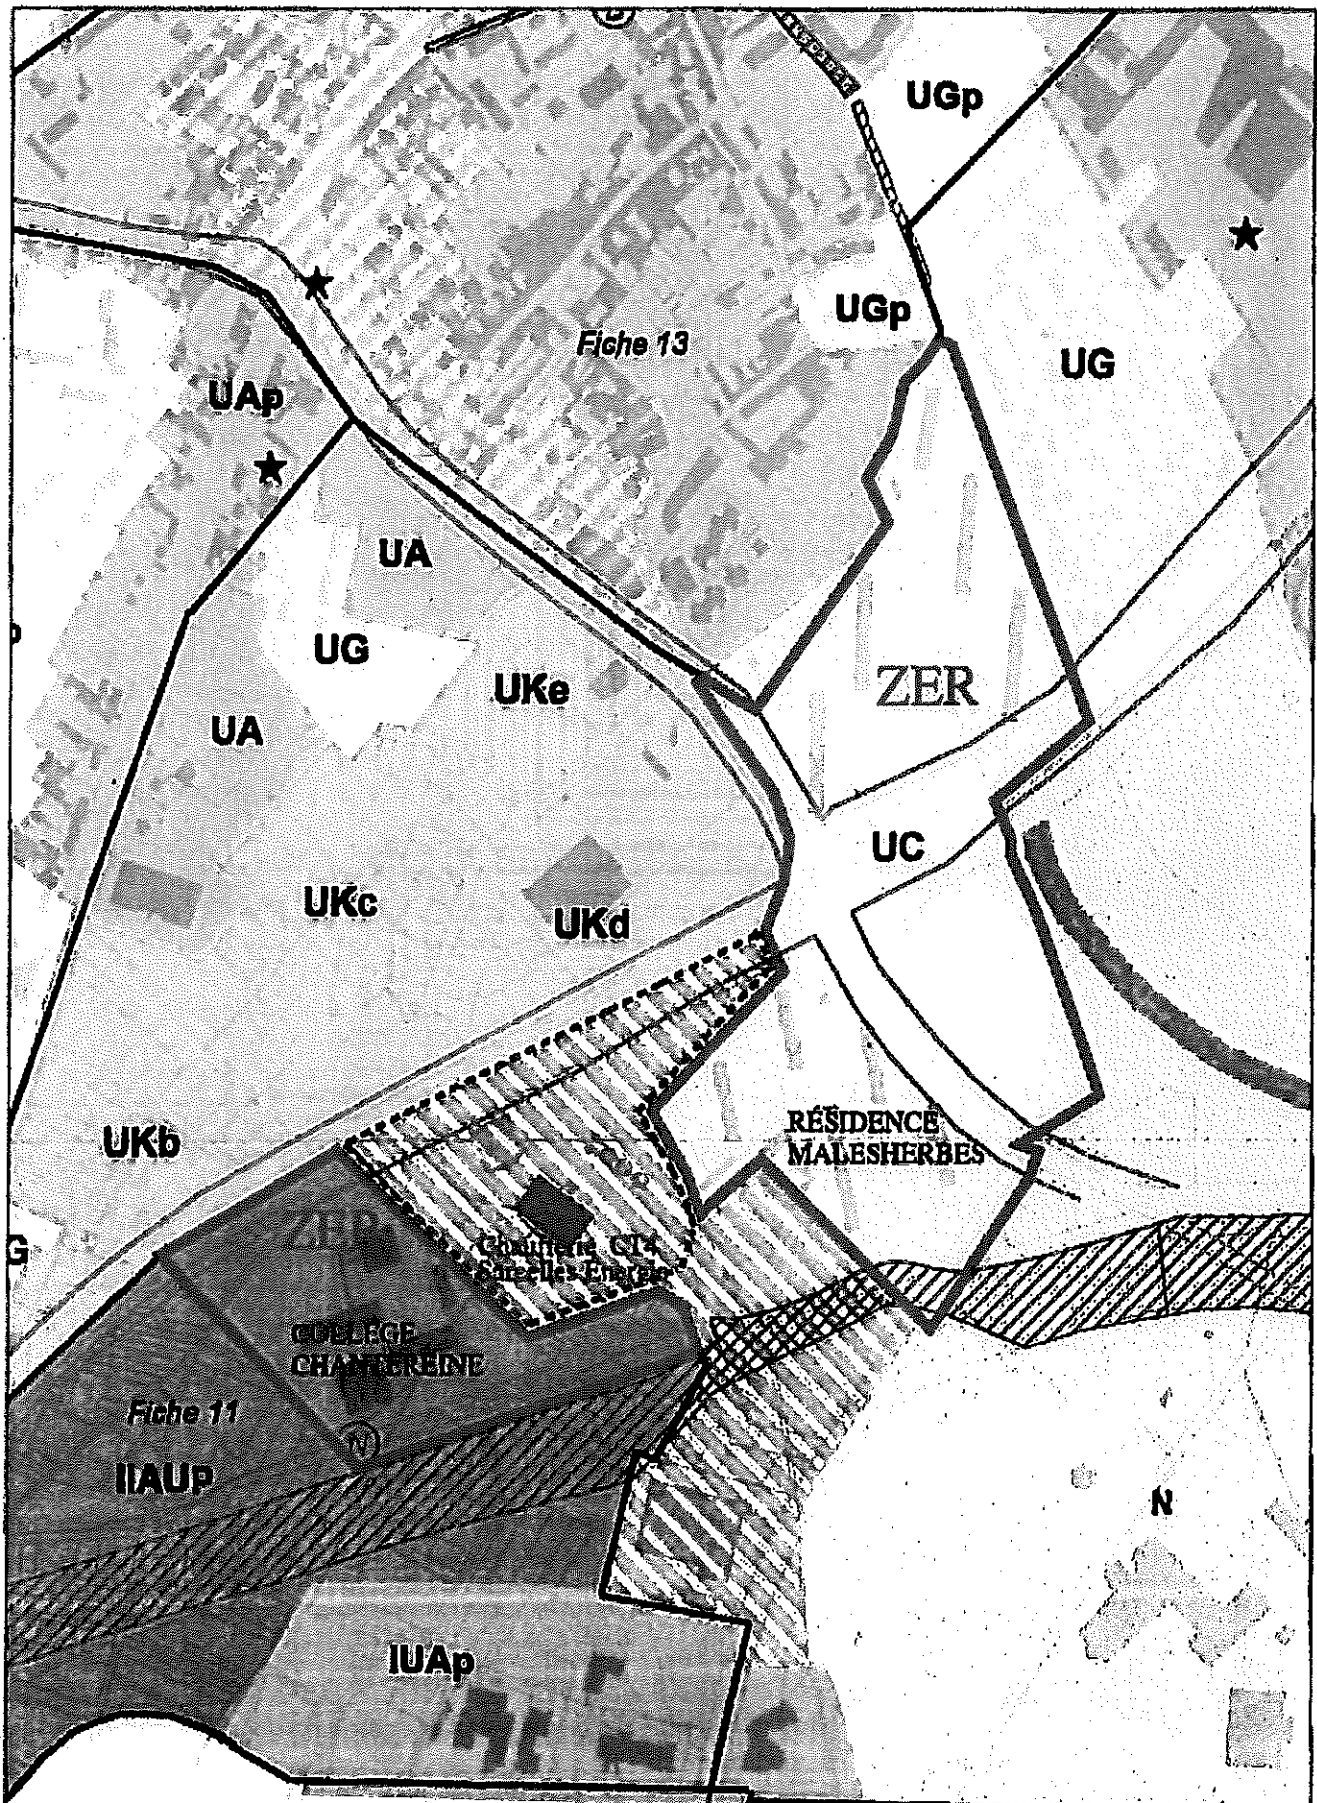 UGp
UGp
Fiche 13
UG
UAp
UA
UG
UKe
ZER
UA
UC
UKc
UKd
UKb
RÉSIDENCE
MALESHERBES
G
ZER
Chaufferie CT4
Sarcelles Energie
COLLÈGE
CHANTEREINE
Fiche 11
N
IIAUp
N
IUAp